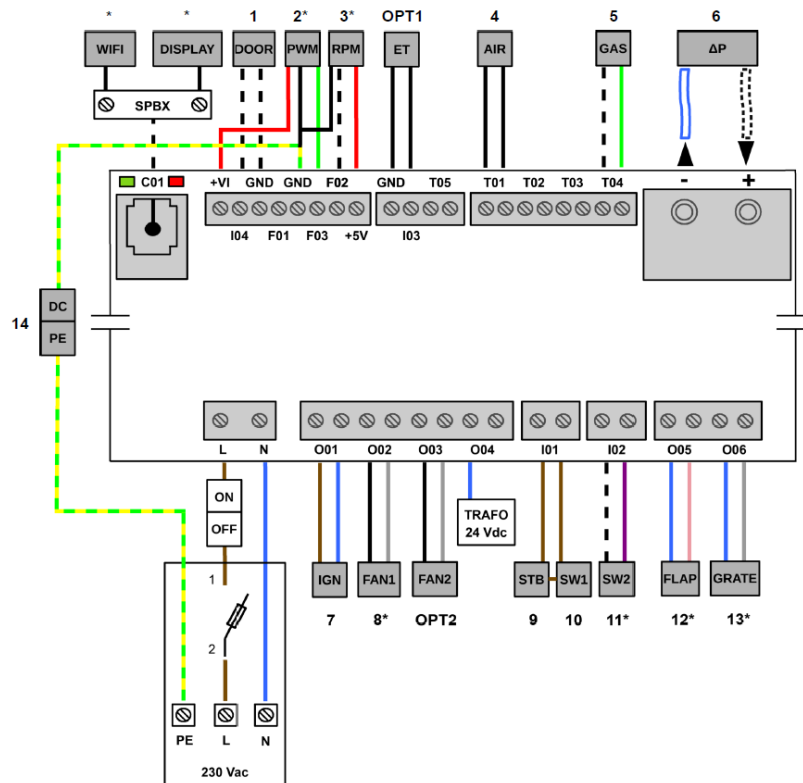 * * 1 2* 3* OPT1 4 5 6
WIFI DISPLAY DOOR PWM RPM ET AIR GAS ΔP
SPBX
C01 +VI GND GND F02 GND T05 T01 T02 T03 T04 - +
I04 F01 F03 +5V I03
14
DC
PE
L N O01 O02 O03 O04 I01 I02 O05 O06
ON
OFF
TRAFO
24 Vdc
IGN FAN1 FAN2 STB SW1 SW2 FLAP GRATE
7 8* OPT2 9 10 11* 12* 13*
1
2
PE L N
230 Vac